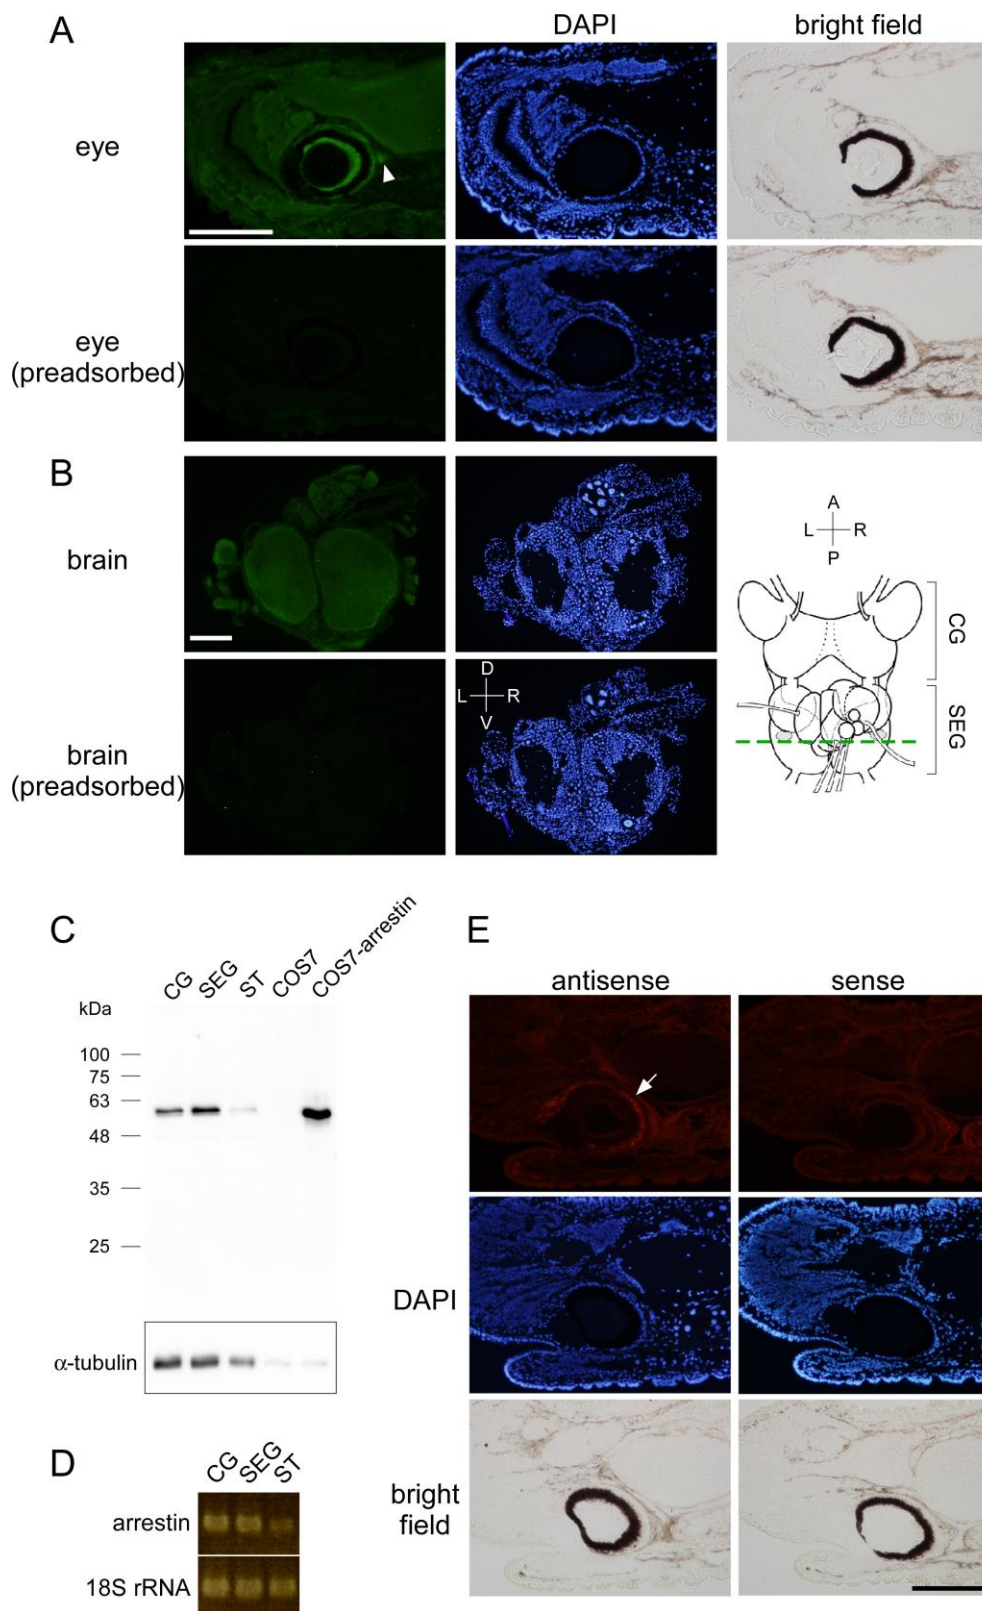 A
DAPI
bright field
eye
eye
(preadsorbed)
B
brain
A
L R
P
CG
SEG
brain
(preadsorbed)
D
L R
V
C
CG
SEG
ST
COS7
COS7-arrestin
kDa
100
75
63
48
35
25
α-tubulin
D
CG
SEG
ST
arrestin
18S rRNA
E
antisense
sense
DAPI
bright
field